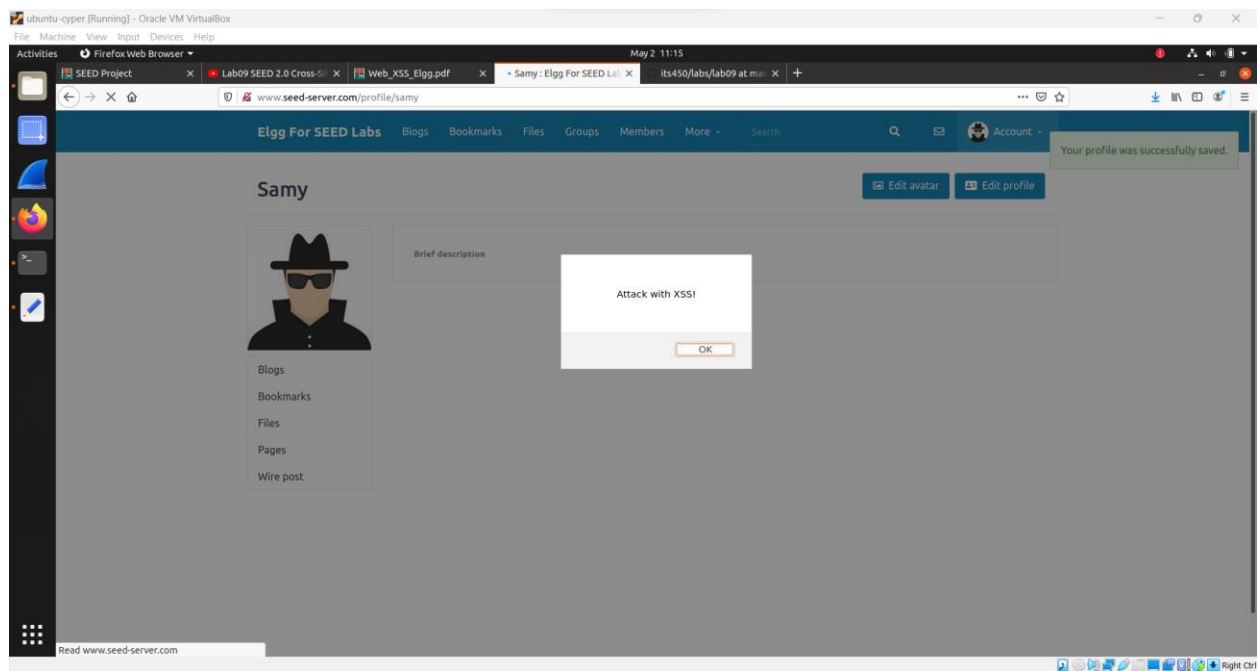 ubuntu-cyper [Running] - Oracle VM VirtualBox
File Machine View Input Devices Help
Activities Firefox Web Browser May 2 11:15
SEED Project Lab09 SEED 2.0 Cross-Si Web_XSS_Elgg.pdf Samy : Elgg For SEED Lab its450/labs/lab09 at mas
www.seed-server.com/profile/samy
Elgg For SEED Labs Blogs Bookmarks Files Groups Members More Search Account
Your profile was successfully saved.
Samy Edit avatar Edit profile
Brief description
Attack with XSS!
OK
Blogs
Bookmarks
Files
Pages
Wire post
Read www.seed-server.com
Right Ctrl